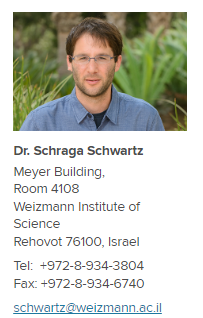 Dr. Schraga Schwartz
Meyer Building,
Room 4108
Weizmann Institute of
Science
Rehovot 76100, Israel
Tel:  +972-8-934-3804
Fax: +972-8-934-6740
schwartz@weizmann.ac.il